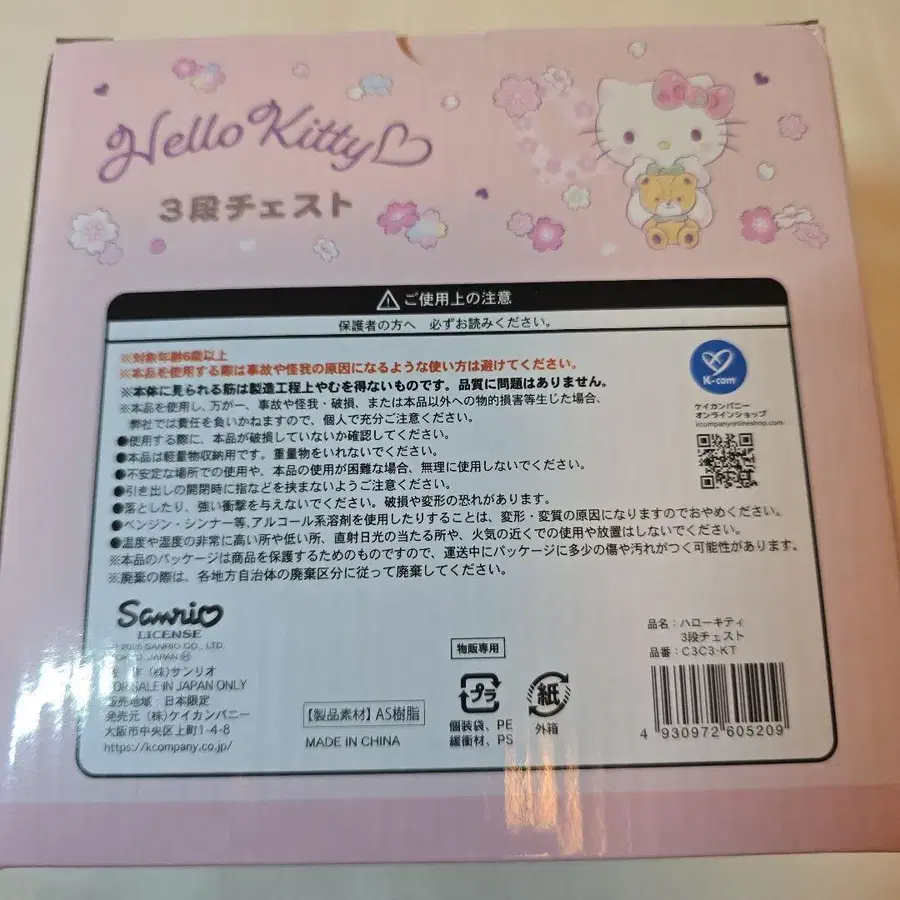 Hello Kitty
3段チェスト
⚠ご使用上の注意
保護者の方へ 必ずお読みください。
※対象年齢6歳以上
※本品を使用する際は事故や怪我の原因になるような使い方は避けてください。
※本体に見られる筋は製造工程上やむを得ないものです。品質に問題はありません。
※本品を使用し、万が一、事故や怪我・破損、または本品以外への物的損害等生じた場合、
弊社では責任を負いかねますので、個人で充分ご注意ください。
●使用する際に、本品が破損していないか確認してください。
●本品は軽量物収納用です。重量物をいれないでください。
●不安定な場所での使用や、本品の使用が困難な場合、無理に使用しないでください。
●引き出しの開閉時に指などを挟まないようご注意ください。
●落としたり、強い衝撃を与えないでください。破損や変形の恐れがあります。
●ベンジン・シンナー等、アルコール系溶剤を使用したりすることは、変形・変質の原因になりますのでおやめください。
●温度や湿度の非常に高い所や低い所、直射日光の当たる所や、火気の近くでの使用や放置はしないでください。
※本品のパッケージは商品を保護するためのものですので、運送中にパッケージに多少の傷や汚れがつく可能性があります。
※廃棄の際は、各地方自治体の廃棄区分に従って廃棄してください。
K-com
ケイカンパニー
オンラインショップ
kcompanyonlineshop.com
Sanrio
LICENSE
SANRIO CO., LTD.
JAPAN Ⓗ
(株)サンリオ
FOR SALE IN JAPAN ONLY
販売地域 日本限定
発売元 (株)ケイカンパニー
大阪市中央区上町1-4-8
https://kcompany.co.jp/
【製品素材】AS樹脂
MADE IN CHINA
物販専用
プラ
個装袋、PE
緩衝材、PS
紙
外箱
品名：ハローキティ
3段チェスト
品番：C3C3-KT
4 930972 605209